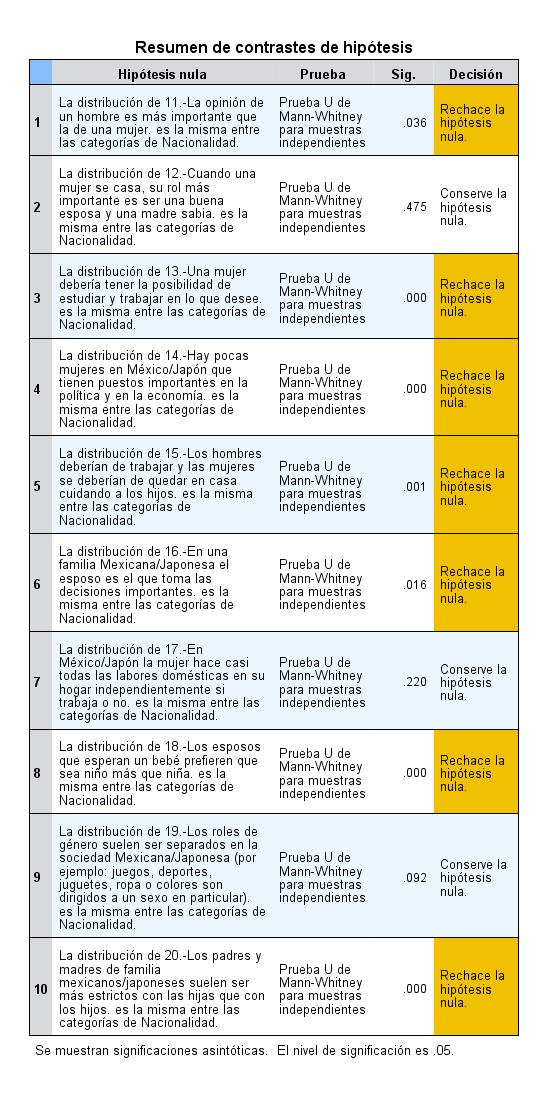 Resumen de contrastes de hipótesis
Hipótesis nula Prueba Sig. Decisión
1
La distribución de 11.-La opinión de
un hombre es más importante que
la de una mujer. es la misma entre
las categorías de Nacionalidad.
Prueba U de
Mann-Whitney
para muestras
independientes
.036
Rechace la
hipótesis
nula.
2
La distribución de 12.-Cuando una
mujer se casa, su rol más
importante es ser una buena
esposa y una madre sabia. es la
misma entre las categorías de
Nacionalidad.
Prueba U de
Mann-Whitney
para muestras
independientes
.475
Conserve la
hipótesis
nula.
3
La distribución de 13.-Una mujer
debería tener la posibilidad de
estudiar y trabajar en lo que desee.
es la misma entre las categorías de
Nacionalidad.
Prueba U de
Mann-Whitney
para muestras
independientes
.000
Rechace la
hipótesis
nula.
4
La distribución de 14.-Hay pocas
mujeres en México/Japón que
tienen puestos importantes en la
política y en la economía. es la
misma entre las categorías de
Nacionalidad.
Prueba U de
Mann-Whitney
para muestras
independientes
.000
Rechace la
hipótesis
nula.
5
La distribución de 15.-Los hombres
deberían de trabajar y las mujeres
se deberían de quedar en casa
cuidando a los hijos. es la misma
entre las categorías de
Nacionalidad.
Prueba U de
Mann-Whitney
para muestras
independientes
.001
Rechace la
hipótesis
nula.
6
La distribución de 16.-En una
familia Mexicana/Japonesa el
esposo es el que toma las
decisiones importantes. es la
misma entre las categorías de
Nacionalidad.
Prueba U de
Mann-Whitney
para muestras
independientes
.016
Rechace la
hipótesis
nula.
7
La distribución de 17.-En
México/Japón la mujer hace casi
todas las labores domésticas en su
hogar independientemente si
trabaja o no. es la misma entre las
categorías de Nacionalidad.
Prueba U de
Mann-Whitney
para muestras
independientes
.220
Conserve la
hipótesis
nula.
8
La distribución de 18.-Los esposos
que esperan un bebé prefieren que
sea niño más que niña. es la
misma entre las categorías de
Nacionalidad.
Prueba U de
Mann-Whitney
para muestras
independientes
.000
Rechace la
hipótesis
nula.
9
La distribución de 19.-Los roles de
género suelen ser separados en la
sociedad Mexicana/Japonesa (por
ejemplo: juegos, deportes,
juguetes, ropa o colores son
dirigidos a un sexo en particular).
es la misma entre las categorías de
Nacionalidad.
Prueba U de
Mann-Whitney
para muestras
independientes
.092
Conserve la
hipótesis
nula.
10
La distribución de 20.-Los padres y
madres de familia
mexicanos/japoneses suelen ser
más estrictos con las hijas que con
los hijos. es la misma entre las
categorías de Nacionalidad.
Prueba U de
Mann-Whitney
para muestras
independientes
.000
Rechace la
hipótesis
nula.
Se muestran significaciones asintóticas. El nivel de significación es .05.